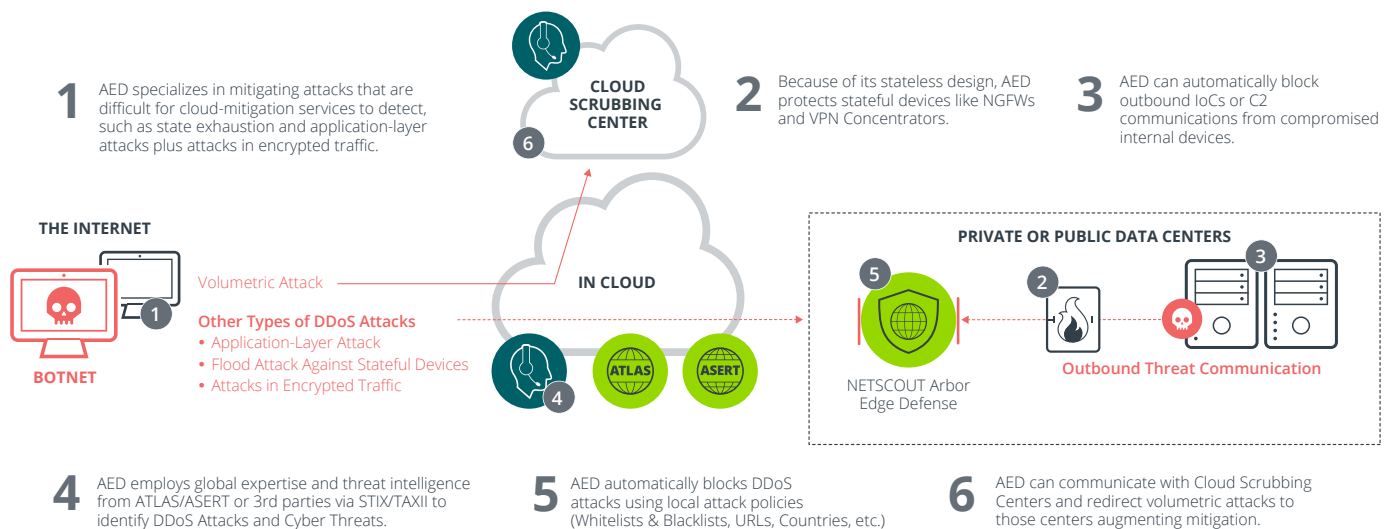 1
AED specializes in mitigating attacks that are
difficult for cloud-mitigation services to detect,
such as state exhaustion and application-layer
attacks plus attacks in encrypted traffic.
CLOUD
SCRUBBING
CENTER
6
2
Because of its stateless design, AED
protects stateful devices like NGFWs
and VPN Concentrators.
3
AED can automatically block
outbound IoCs or C2
communications from compromised
internal devices.
THE INTERNET
1
BOTNET
Volumetric Attack
Other Types of DDoS Attacks
• Application-Layer Attack
• Flood Attack Against Stateful Devices
• Attacks in Encrypted Traffic
IN CLOUD
4
ATLAS
ASERT
PRIVATE OR PUBLIC DATA CENTERS
5
2
3
NETSCOUT Arbor
Edge Defense
Outbound Threat Communication
4
AED employs global expertise and threat intelligence
from ATLAS/ASERT or 3rd parties via STIX/TAXII to
identify DDoS Attacks and Cyber Threats.
5
AED automatically blocks DDoS
attacks using local attack policies
(Whitelists & Blacklists, URLs, Countries, etc.)
6
AED can communicate with Cloud Scrubbing
Centers and redirect volumetric attacks to
those centers augmenting mitigation.